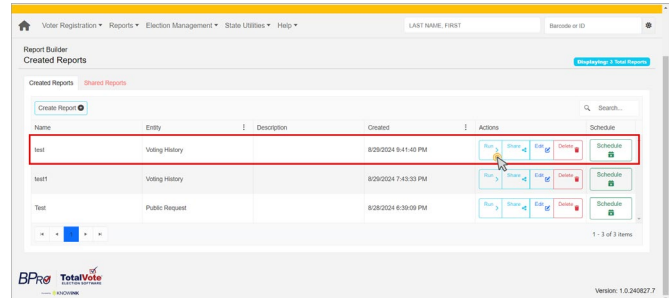 Voter Registration Reports Election Management State Utilities Help LAST NAME, FIRST Barcode or ID
Report Builder
Created Reports
Displaying: 3 Total Reports
Created Reports Shared Reports
Create Report Search...
Name Entity Description Created Actions Schedule
test Voting History 8/29/2024 9:41:40 PM Run Share Edit Delete Schedule
test1 Voting History 8/29/2024 7:43:33 PM Run Share Edit Delete Schedule
Test Public Request 8/28/2024 6:39:09 PM Run Share Edit Delete Schedule
1 - 3 of 3 items
BPro TotalVote
ELECTION SOFTWARE
KNOWiNK
Version: 1.0.240827.7